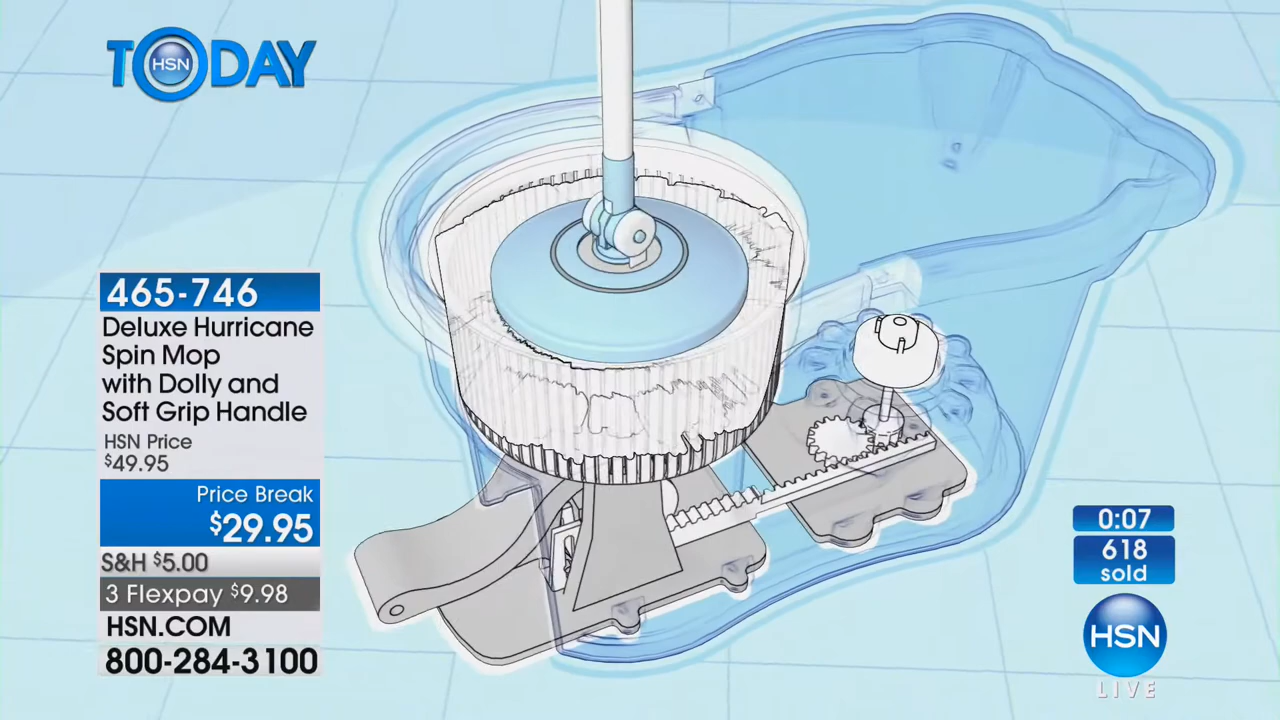 TODAY
HSN
465-746
Deluxe Hurricane
Spin Mop
with Dolly and
Soft Grip Handle
HSN Price
$49.95
Price Break
$29.95
S&H $5.00
3 Flexpay $9.98
HSN.COM
800-284-3100
0:07
618
sold
HSN
LIVE